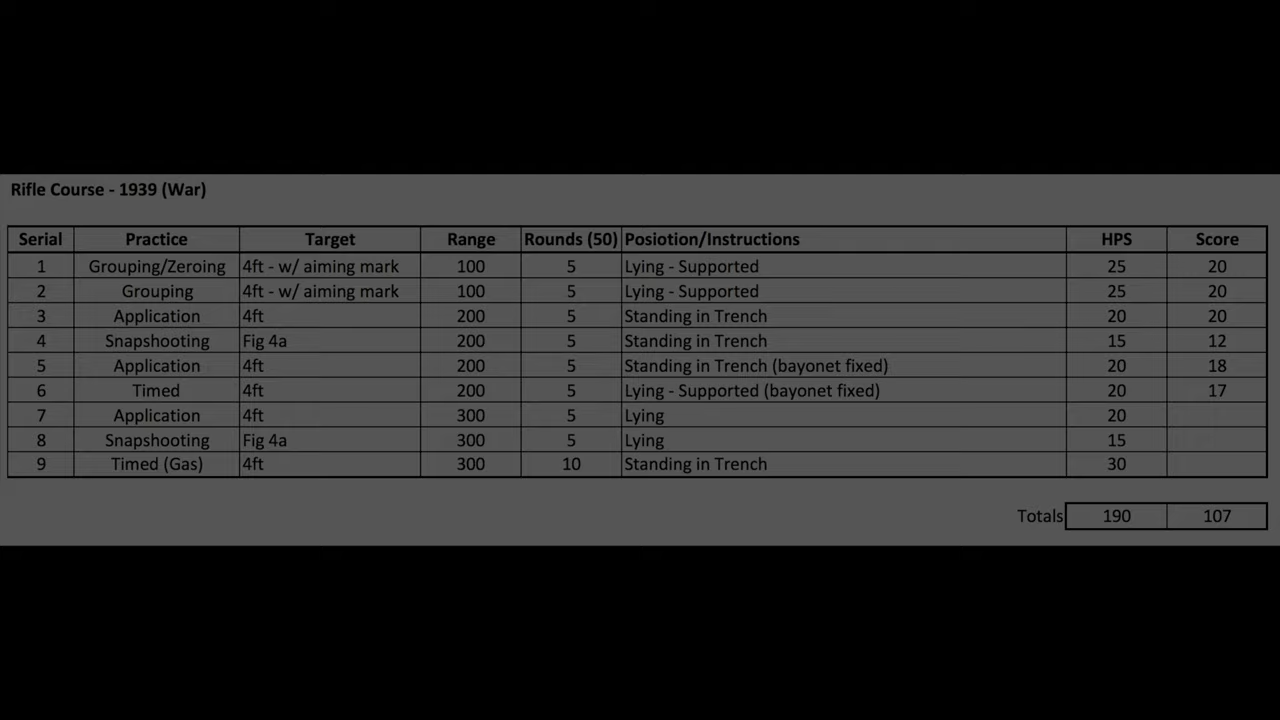 Rifle Course - 1939 (War)
Serial Practice Target Range Rounds (50) Posiotion/Instructions HPS Score
1 Grouping/Zeroing 4ft - w/ aiming mark 100 5 Lying - Supported 25 20
2 Grouping 4ft - w/ aiming mark 100 5 Lying - Supported 25 20
3 Application 4ft 200 5 Standing in Trench 20 20
4 Snapshooting Fig 4a 200 5 Standing in Trench 15 12
5 Application 4ft 200 5 Standing in Trench (bayonet fixed) 20 18
6 Timed 4ft 200 5 Lying - Supported (bayonet fixed) 20 17
7 Application 4ft 300 5 Lying 20
8 Snapshooting Fig 4a 300 5 Lying 15
9 Timed (Gas) 4ft 300 10 Standing in Trench 30
Totals 190 107